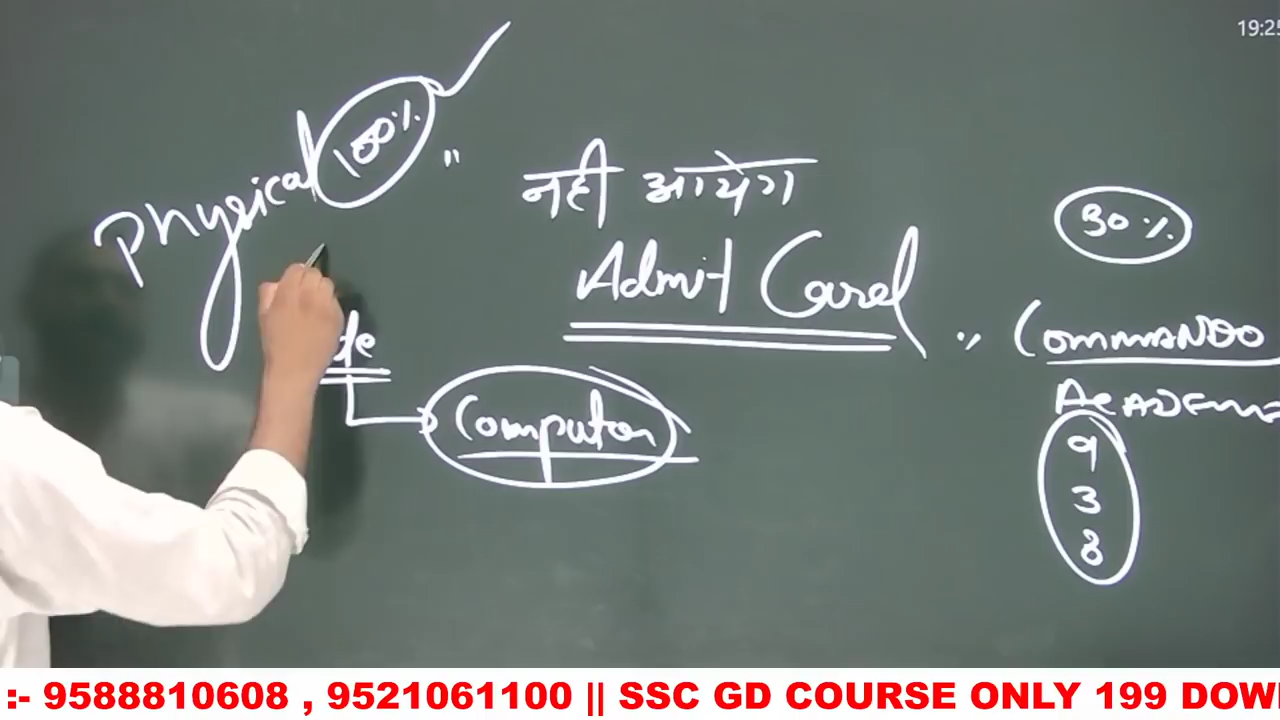 19:25
Physical 100%
"
नही आयेगा
30%
Admit Card
" COMMANDO
ACADEMY
Computer
9
3
8
:- 9588810608 , 9521061100 || SSC GD COURSE ONLY 199 DOW